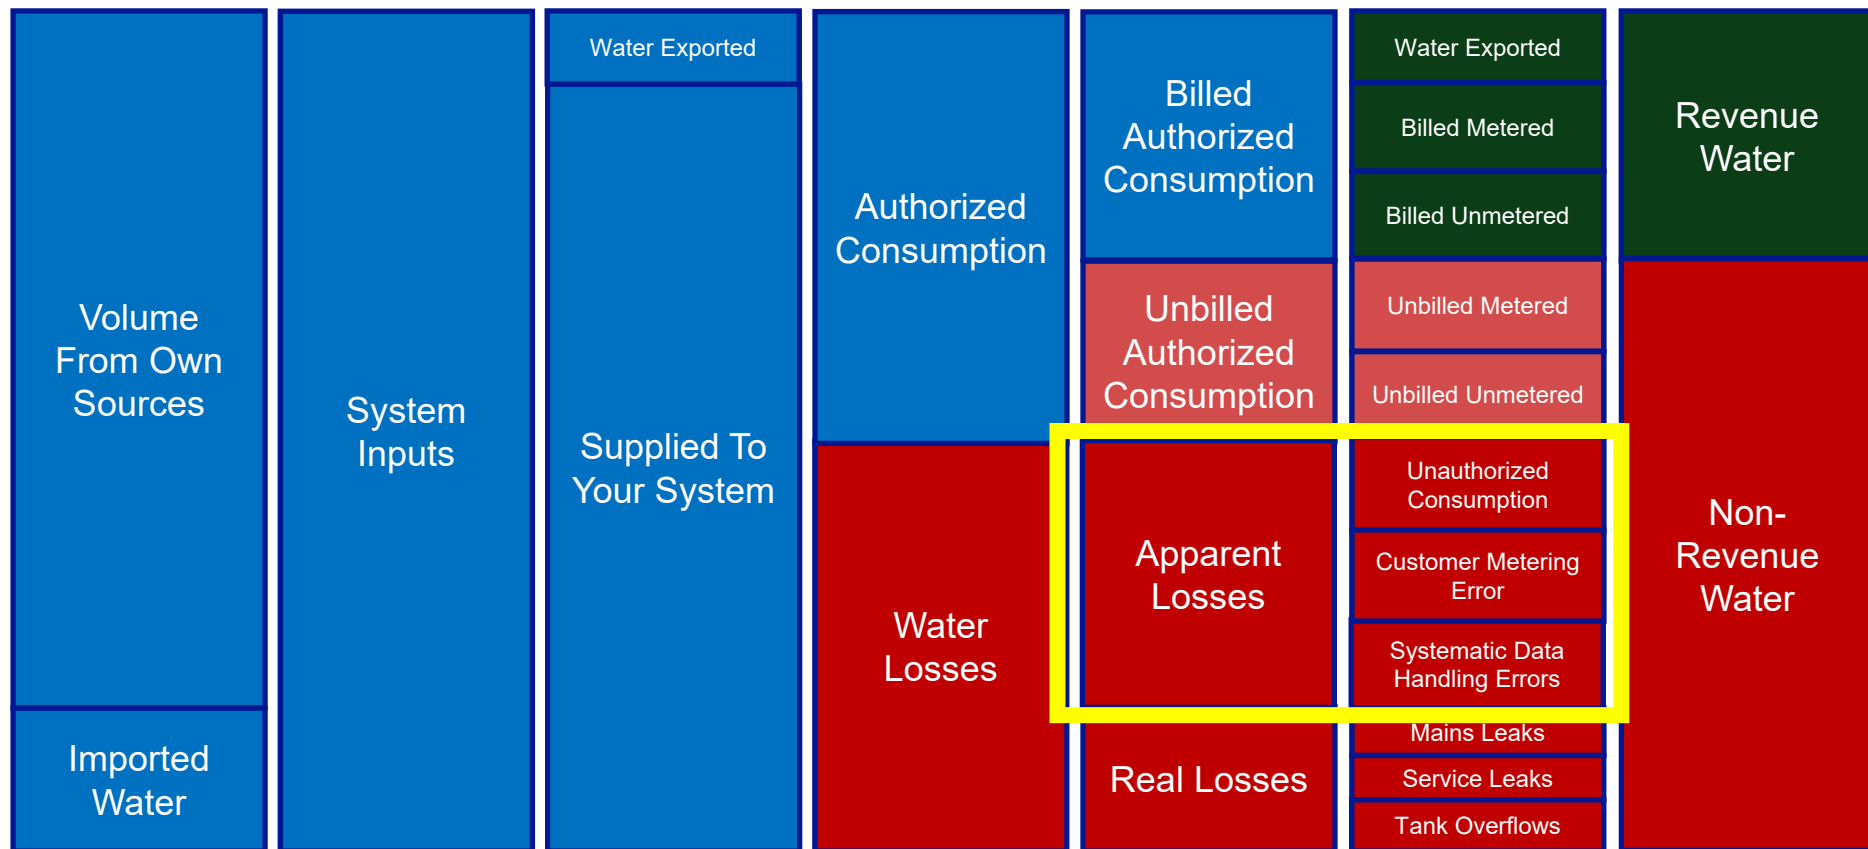 Volume
From Own
Sources
Imported
Water
System
Inputs
Water Exported
Supplied To
Your System
Authorized
Consumption
Water
Losses
Billed
Authorized
Consumption
Unbilled
Authorized
Consumption
Apparent
Losses
Real Losses
Water Exported
Billed Metered
Billed Unmetered
Unbilled Metered
Unbilled Unmetered
Unauthorized
Consumption
Customer Metering
Error
Systematic Data
Handling Errors
Mains Leaks
Service Leaks
Tank Overflows
Revenue
Water
Non-
Revenue
Water